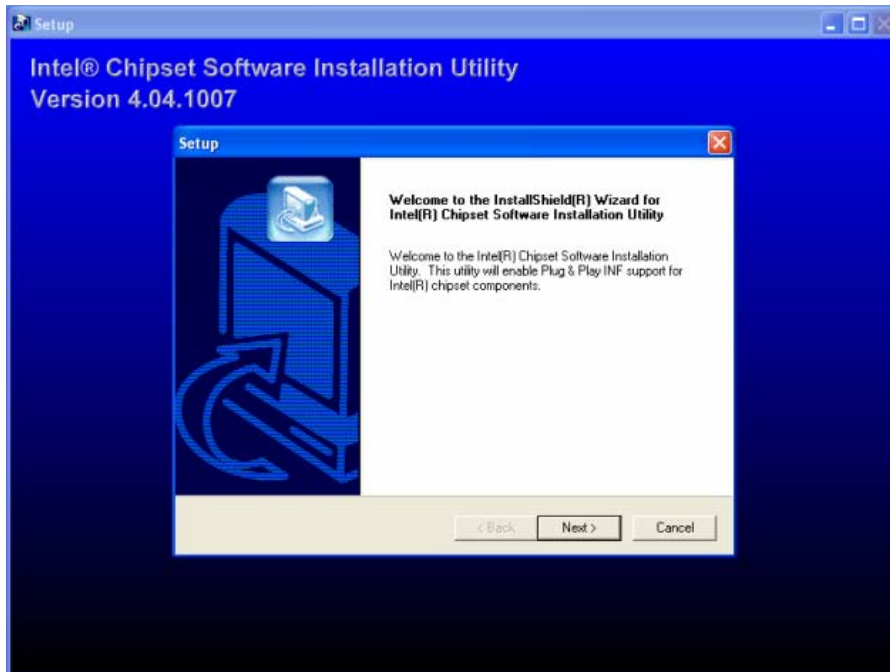 Setup
Intel® Chipset Software Installation Utility
Version 4.04.1007
Setup
Welcome to the InstallShield(R) Wizard for
Intel(R) Chipset Software Installation Utility
Welcome to the Intel(R) Chipset Software Installation
Utility. This utility will enable Plug & Play INF support for
Intel(R) chipset components.
< Back
Next >
Cancel